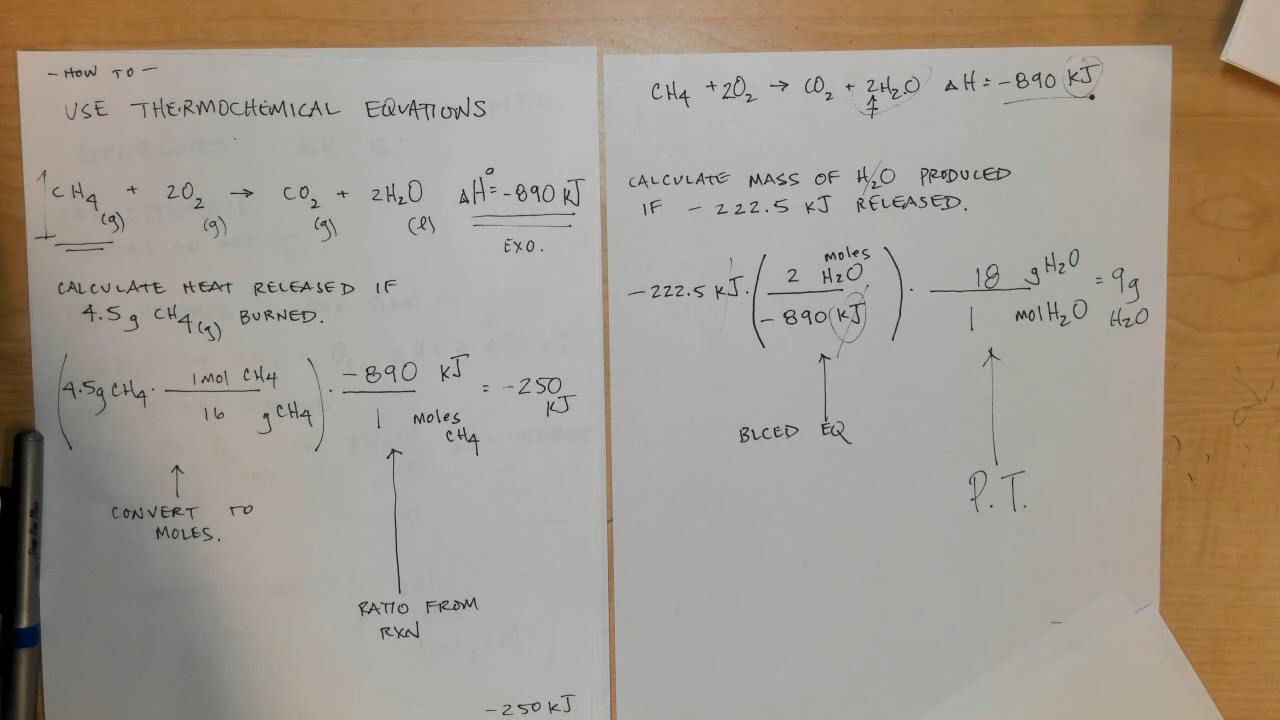 - HOW TO -
USE THERMOCHEMICAL EQUATIONS
CH4 (g) + 2O2 (g) → CO2 (g) + 2H2O (l) ΔH° = -890 KJ
EXO.
CALCULATE HEAT RELEASED IF
4.5g CH4(g) BURNED.
(4.5g CH4 · 1 mol CH4 / 16 g CH4) · -890 KJ / 1 moles CH4 = -250 KJ
CONVERT TO
MOLES.
RATIO FROM
RXN
-250 KJ
CH4 + 2O2 → CO2 + 2H2O ΔH = -890 KJ
CALCULATE MASS OF H2O PRODUCED
IF -222.5 KJ RELEASED.
-222.5 KJ · (2 moles H2O / -890 KJ) · 18 g H2O / 1 mol H2O = 9g H2O
BLCED EQ
P.T.